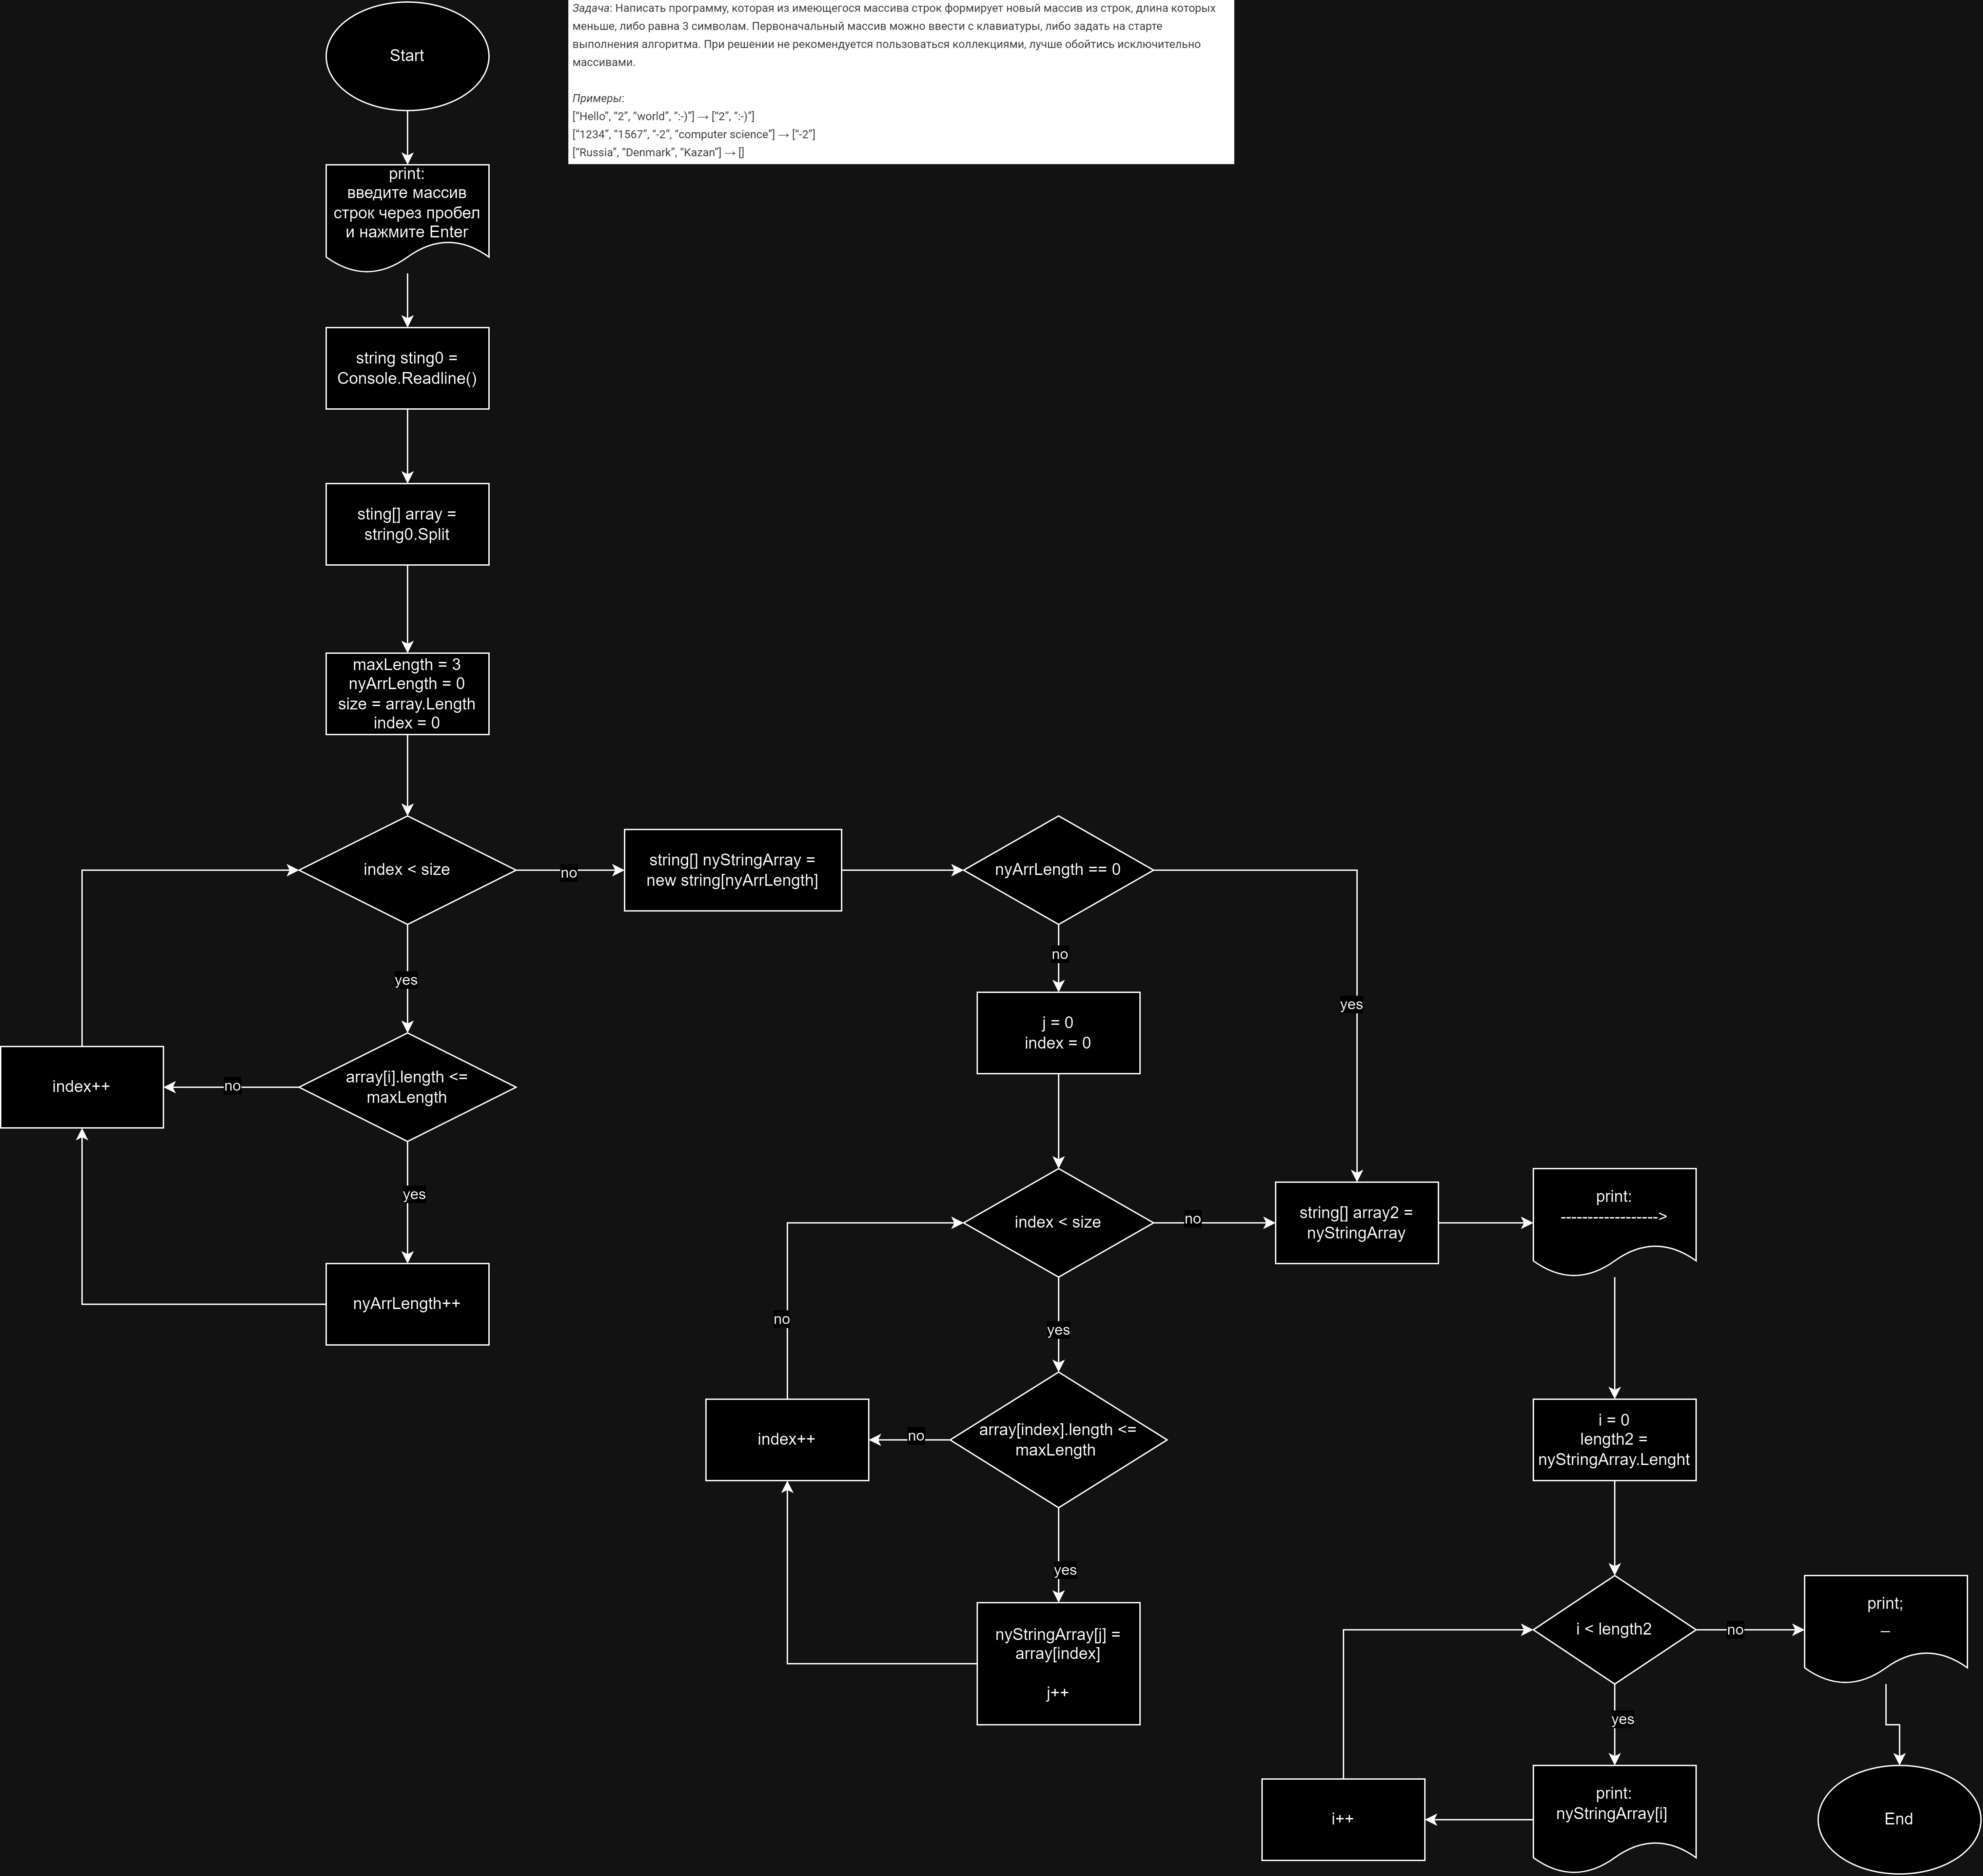 Start
Задача: Написать программу, которая из имеющегося массива строк формирует новый массив из строк, длина которых
меньше, либо равна 3 символам. Первоначальный массив можно ввести с клавиатуры, либо задать на старте
выполнения алгоритма. При решении не рекомендуется пользоваться коллекциями, лучше обойтись исключительно
массивами.
Примеры:
[“Hello”, “2”, “world”, “:-)”] → [“2”, “:-)”]
[“1234”, “1567”, “-2”, “computer science”] → [“-2”]
[“Russia”, “Denmark”, “Kazan”] → []
print:
введите массив
строк через пробел
и нажмите Enter
string sting0 =
Console.Readline()
sting[] array =
string0.Split
maxLength = 3
nyArrLength = 0
size = array.Length
index = 0
index < size
no
string[] nyStringArray =
new string[nyArrLength]
nyArrLength == 0
yes
no
yes
index++
no
array[i].length <=
maxLength
j = 0
index = 0
yes
nyArrLength++
index < size
no
string[] array2 =
nyStringArray
print:
------------------>
no
yes
index++
no
array[index].length <=
maxLength
i = 0
length2 =
nyStringArray.Lenght
yes
nyStringArray[j] =
array[index]
j++
i < length2
no
print;
_
yes
i++
print:
nyStringArray[i]
End